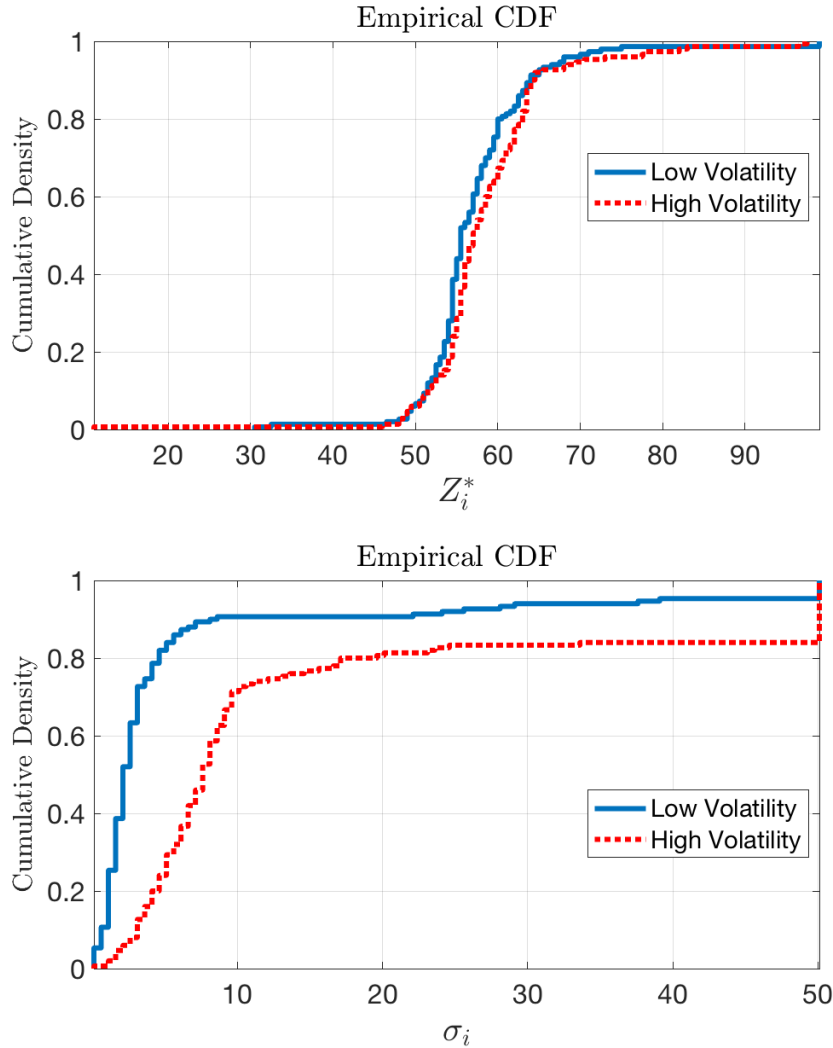 Empirical CDF
1
0.8
0.6
0.4
0.2
0
Cumulative Density
Low Volatility
High Volatility
20 30 40 50 60 70 80 90
Z_i^*
Empirical CDF
1
0.8
0.6
0.4
0.2
0
Cumulative Density
Low Volatility
High Volatility
10 20 30 40 50
σ_i